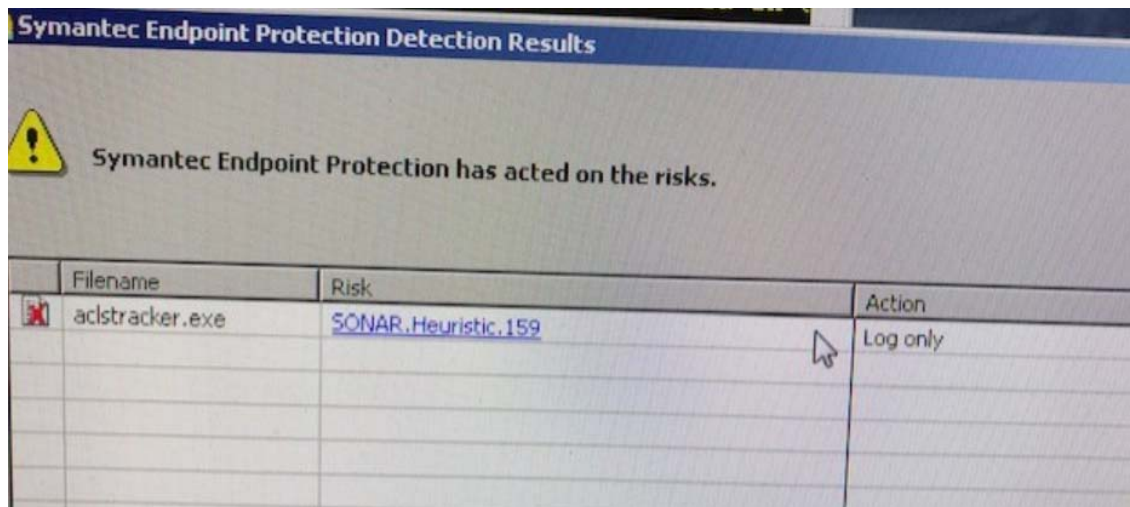 Symantec Endpoint Protection Detection Results
Symantec Endpoint Protection has acted on the risks.
Filename Risk Action
aclstracker.exe SONAR.Heuristic.159 Log only